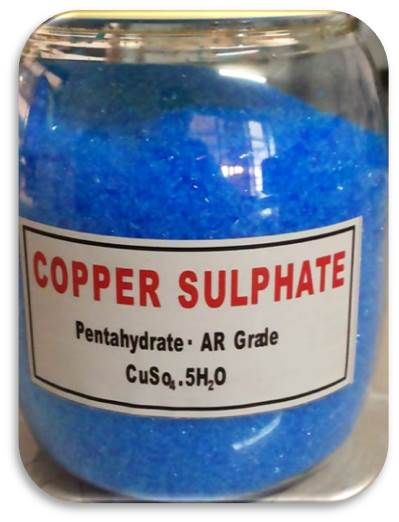 COPPER SULPHATE
Pentahydrate · AR Grade
CuSo₄.5H₂O